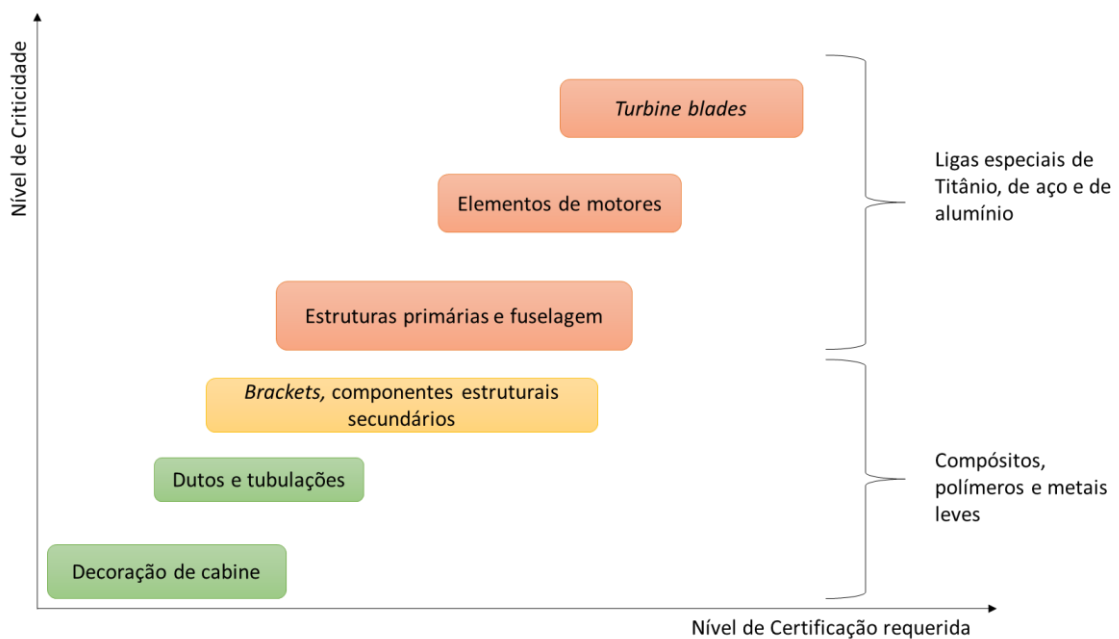 Nível de Criticidade
Turbine blades
Elementos de motores
Estruturas primárias e fuselagem
Brackets, componentes estruturais
secundários
Dutos e tubulações
Decoração de cabine
Ligas especiais de
Titânio, de aço e de
alumínio
Compósitos,
polímeros e metais
leves
Nível de Certificação requerida